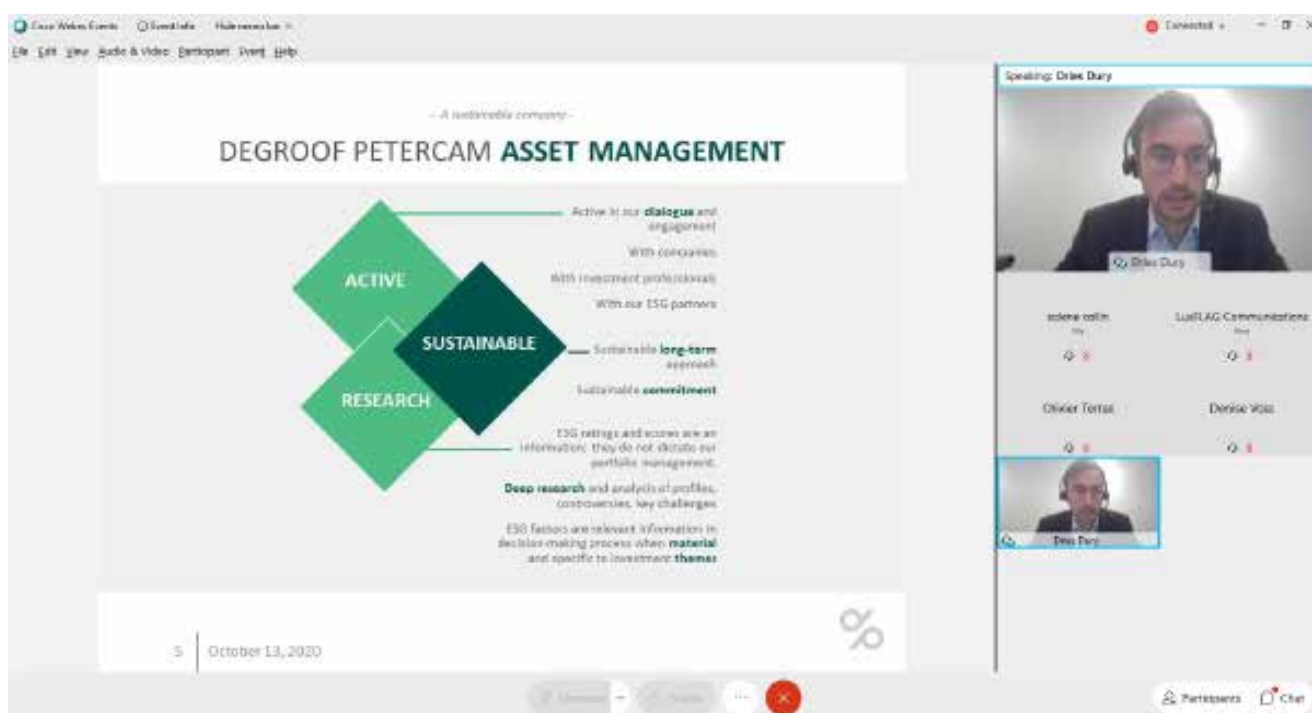 Cisco Webex Events Event Info Hide menu bar
Connected
File Edit View Audio & Video Participant Event Help
– A sustainable company –
DEGROOF PETERCAM ASSET MANAGEMENT
ACTIVE
SUSTAINABLE
RESEARCH
Active in our dialogue and
engagement
With companies
With investment professionals
With our ESG partners
Sustainable long-term
approach
Sustainable commitment
ESG ratings and scores are an
information; they do not dictate our
portfolio management.
Deep research and analysis of profiles,
controversies, key challenges
ESG factors are relevant information in
decision-making process when material
and specific to investment themes
5 October 13, 2020
Speaking: Dries Dury
Dries Dury
LuxFLAG Communications
Denise Voss
Dries Dury
Participants Chat